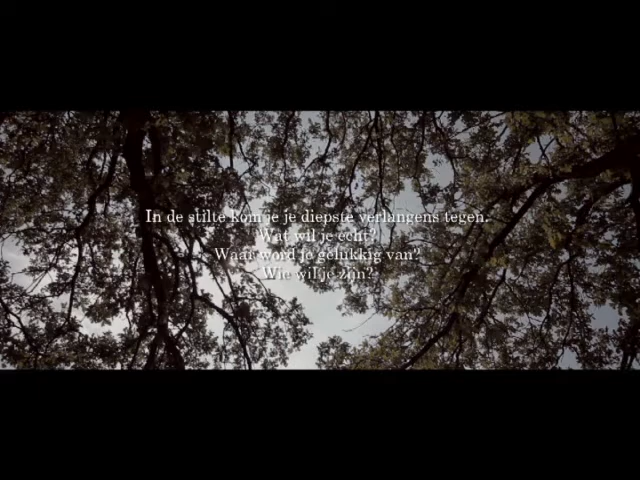 In de stilte kom je je diepste verlangens tegen.
Wat wil je echt?
Waar word je gelukkig van?
Wie wil je zijn?